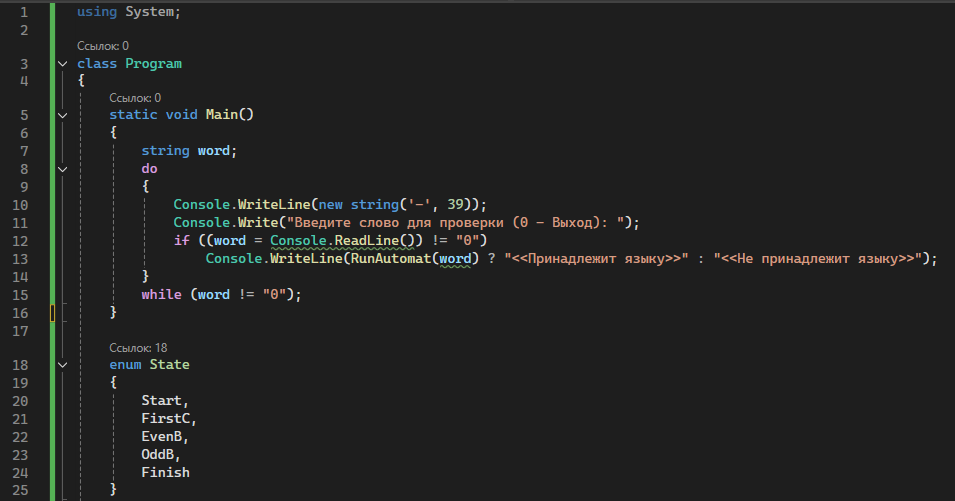 1 using System;
2
Ссылок: 0
3 class Program
4 {
Ссылок: 0
5 static void Main()
6 {
7 string word;
8 do
9 {
10 Console.WriteLine(new string('-', 39));
11 Console.Write("Введите слово для проверки (0 - Выход): ");
12 if ((word = Console.ReadLine()) != "0")
13 Console.WriteLine(RunAutomat(word) ? "<<Принадлежит языку>>" : "<<Не принадлежит языку>>");
14 }
15 while (word != "0");
16 }
17
Ссылок: 18
18 enum State
19 {
20 Start,
21 FirstC,
22 EvenB,
23 OddB,
24 Finish
25 }